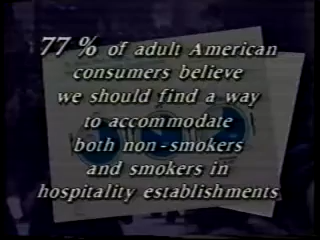 77 % of adult American
consumers believe
we should find a way
to accommodate
both non-smokers
and smokers in
hospitality establishments